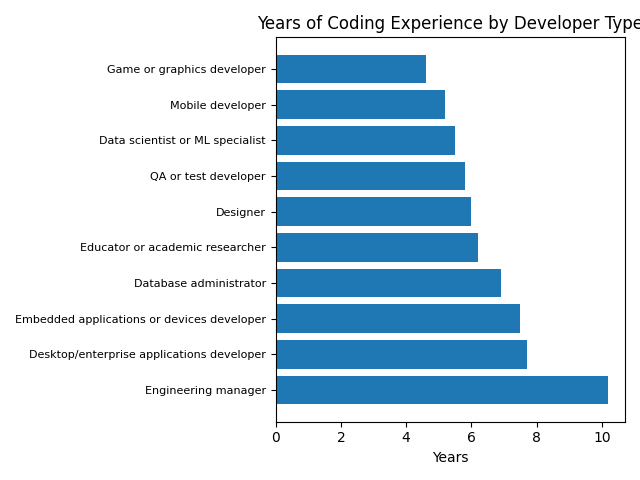 Years of Coding Experience by Developer Type
Game or graphics developer
Mobile developer
Data scientist or ML specialist
QA or test developer
Designer
Educator or academic researcher
Database administrator
Embedded applications or devices developer
Desktop/enterprise applications developer
Engineering manager
0 2 4 6 8 10
Years